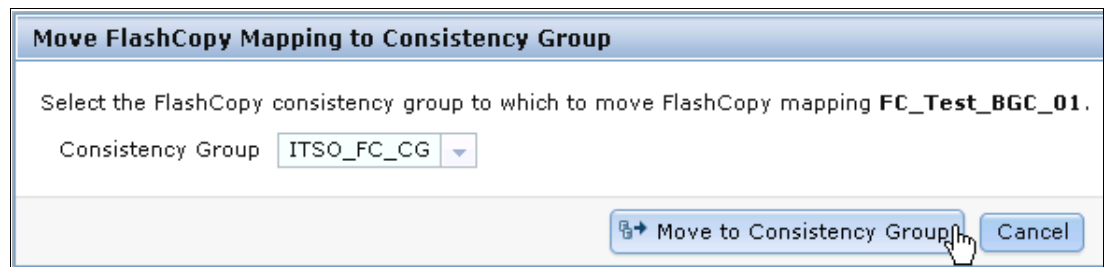 Move FlashCopy Mapping to Consistency Group
Select the FlashCopy consistency group to which to move FlashCopy mapping FC_Test_BGC_01.
Consistency Group ITSO_FC_CG
Move to Consistency Group Cancel